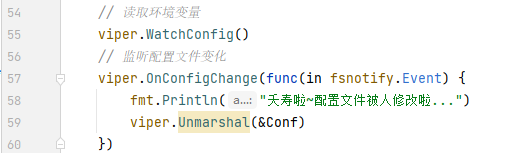 54 // 读取环境变量
55 viper.WatchConfig()
56 // 监听配置文件变化
57 viper.OnConfigChange(func(in fsnotify.Event) {
58 fmt.Println( a...: "夭寿啦~配置文件被人修改啦...")
59 viper.Unmarshal(&Conf)
60 })